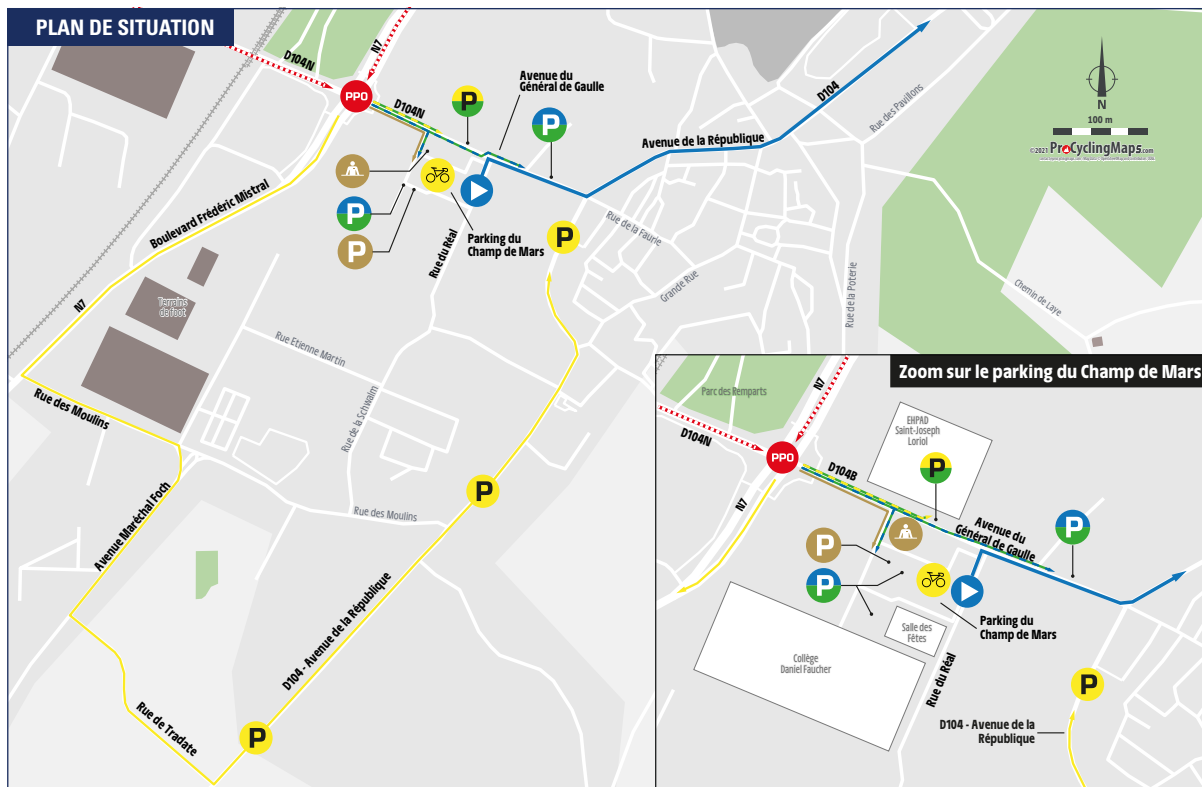 PLAN DE SITUATION
N7
D104N
PPO
D104N
P
Avenue du
Général de Gaulle
P
D104
Avenue de la République
Rue des Pavillons
N
100 m
©2021 ProCyclingMaps.com
Boulevard Frédéric Mistral
P
P
Parking du
Champ de Mars
Rue du Réal
P
Rue de la Faurie
Grande Rue
Rue de la Poterie
Chemin de Laye
N7
Terrains
de foot
Rue Etienne Martin
Rue de la Schwalm
Rue des Moulins
Rue des Moulins
Avenue Maréchal Foch
P
D104 - Avenue de la République
Rue de Tradate
P
Zoom sur le parking du Champ de Mars
Parc des Remparts
N7
D104N
PPO
EHPAD
Saint-Joseph
Loriol
D104B
P
N7
Avenue du
Général de Gaulle
P
P
P
Parking du
Champ de Mars
Salle des
Fêtes
Collège
Daniel Faucher
Rue du Réal
P
D104 - Avenue de la
République